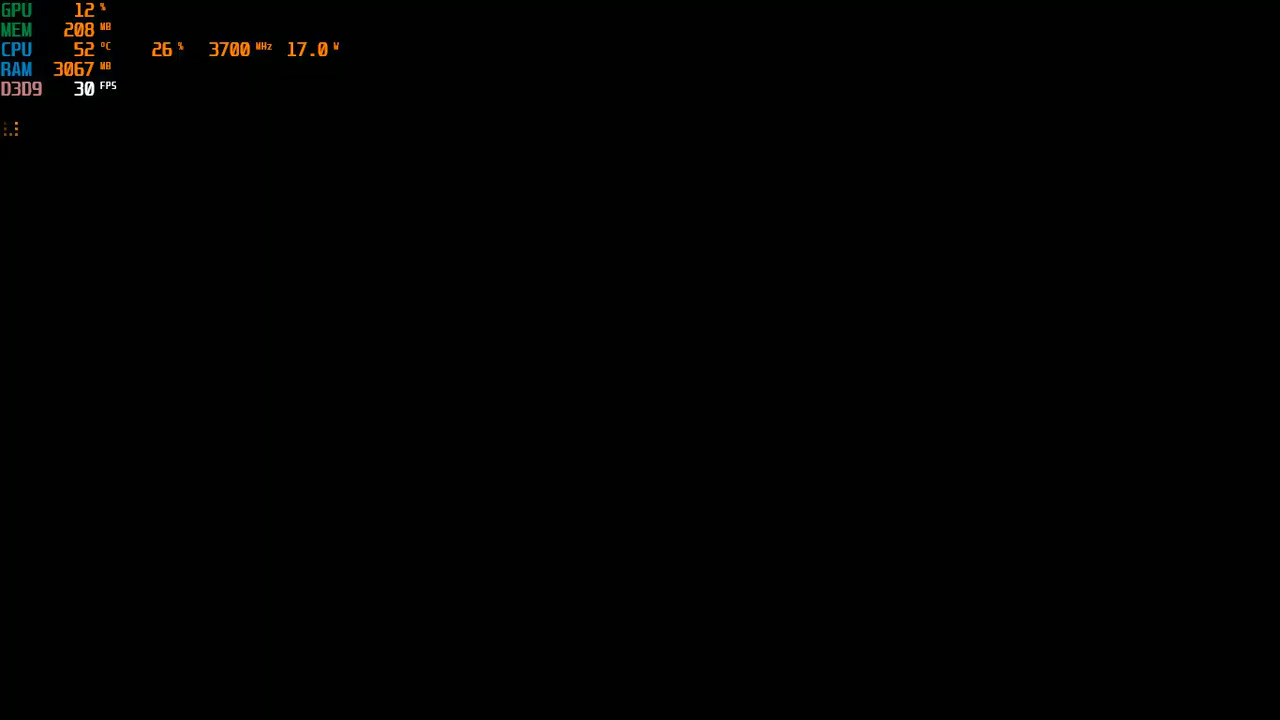 GPU 12 %
MEM 208 MB
CPU 52 °C 26 % 3700 MHz 17.0 W
RAM 3067 MB
D3D9 30 FPS